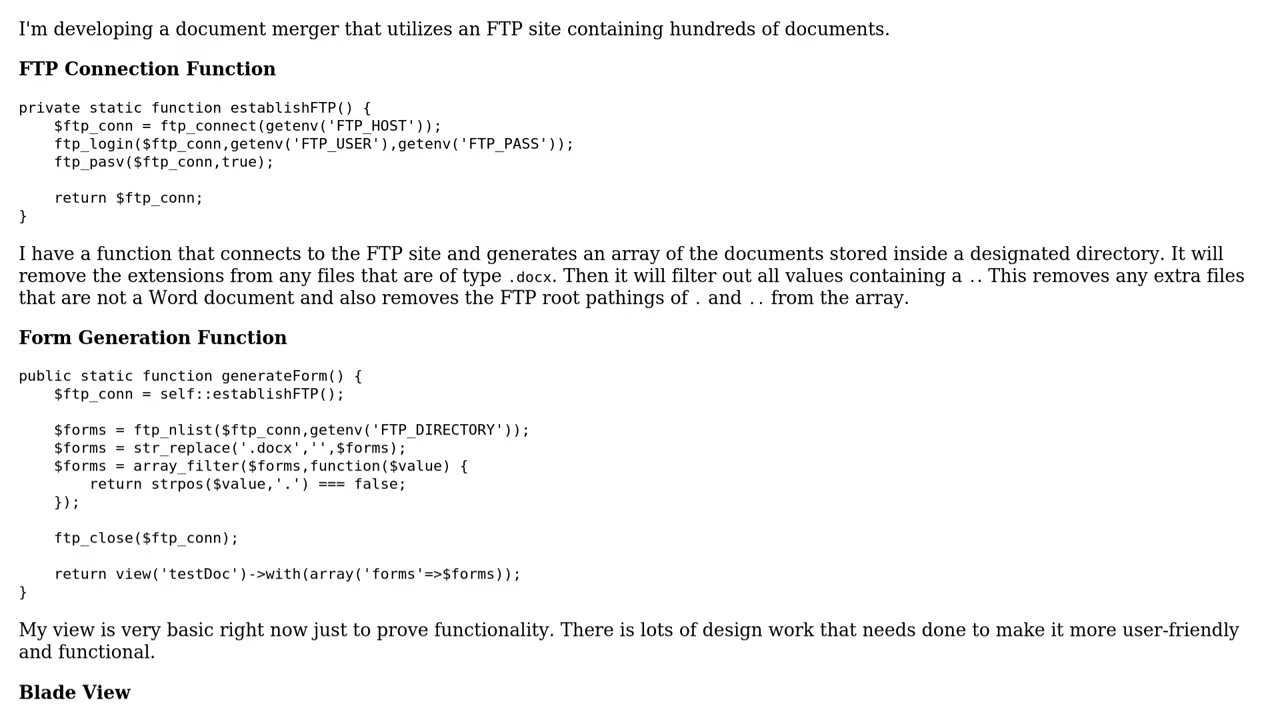 I'm developing a document merger that utilizes an FTP site containing hundreds of documents.
FTP Connection Function
private static function establishFTP() {
    $ftp_conn = ftp_connect(getenv('FTP_HOST'));
    ftp_login($ftp_conn,getenv('FTP_USER'),getenv('FTP_PASS'));
    ftp_pasv($ftp_conn,true);
    return $ftp_conn;
}
I have a function that connects to the FTP site and generates an array of the documents stored inside a designated directory. It will
remove the extensions from any files that are of type .docx. Then it will filter out all values containing a .. This removes any extra files
that are not a Word document and also removes the FTP root pathings of . and .. from the array.
Form Generation Function
public static function generateForm() {
    $ftp_conn = self::establishFTP();
    $forms = ftp_nlist($ftp_conn,getenv('FTP_DIRECTORY'));
    $forms = str_replace('.docx','',$forms);
    $forms = array_filter($forms,function($value) {
        return strpos($value,'.') === false;
    });
    ftp_close($ftp_conn);
    return view('testDoc')->with(array('forms'=>$forms));
}
My view is very basic right now just to prove functionality. There is lots of design work that needs done to make it more user-friendly
and functional.
Blade View